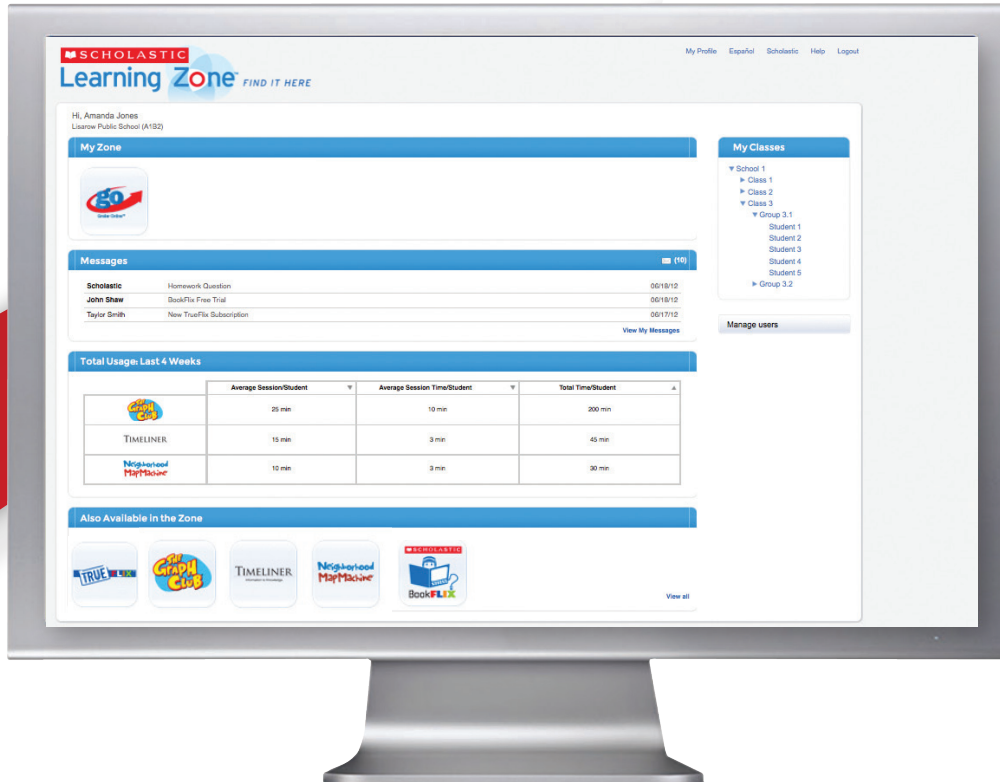 SCHOLASTIC
Learning Zone FIND IT HERE
My Profile Español Scholastic Help Logout
Hi, Amanda Jones
Lisarow Public School (A1B2)
My Zone
go
Messages (10)
Scholastic Homework Question 06/18/12
John Shaw BookFlix Free Trial 06/18/12
Taylor Smith New TrueFlix Subscription 06/17/12
View My Messages
Total Usage: Last 4 Weeks
Average Session/Student Average Session Time/Student Total Time/Student
THE GRAPH CLUB 25 min 10 min 200 min
TIMELINER 15 min 3 min 45 min
Neighborhood MapMachine 10 min 3 min 30 min
Also Available in the Zone
TRUE FLIX
THE GRAPH CLUB
TIMELINER
Neighborhood
MapMachine
SCHOLASTIC
BookFLIX
View all
My Classes
School 1
Class 1
Class 2
Class 3
Group 3.1
Student 1
Student 2
Student 3
Student 4
Student 5
Group 3.2
Manage users